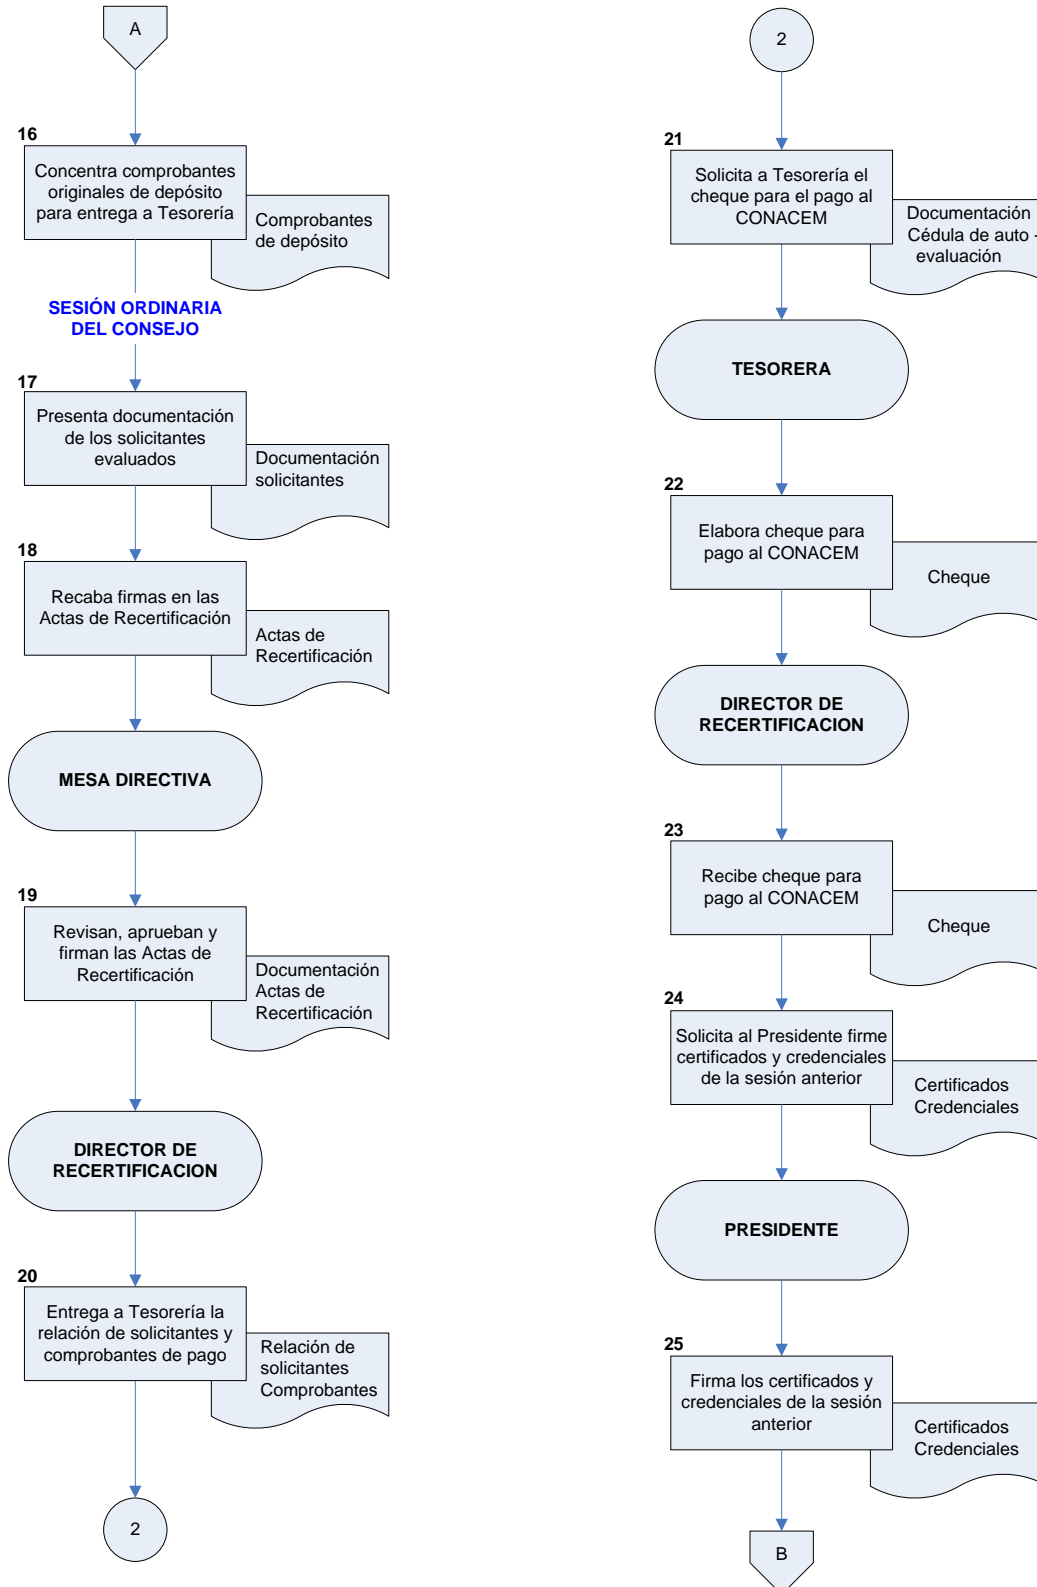 A
16
Concentra comprobantes
originales de depósito
para entrega a Tesorería
Comprobantes
de depósito
SESIÓN ORDINARIA
DEL CONSEJO
17
Presenta documentación
de los solicitantes
evaluados
Documentación
solicitantes
18
Recaba firmas en las
Actas de Recertificación
Actas de
Recertificación
MESA DIRECTIVA
19
Revisan, aprueban y
firman las Actas de
Recertificación
Documentación
Actas de
Recertificación
DIRECTOR DE
RECERTIFICACION
20
Entrega a Tesorería la
relación de solicitantes y
comprobantes de pago
Relación de
solicitantes
Comprobantes
2
2
21
Solicita a Tesorería el
cheque para el pago al
CONACEM
Documentación
Cédula de auto -
evaluación
TESORERA
22
Elabora cheque para
pago al CONACEM
Cheque
DIRECTOR DE
RECERTIFICACION
23
Recibe cheque para
pago al CONACEM
Cheque
24
Solicita al Presidente firme
certificados y credenciales
de la sesión anterior
Certificados
Credenciales
PRESIDENTE
25
Firma los certificados y
credenciales de la sesión
anterior
Certificados
Credenciales
B